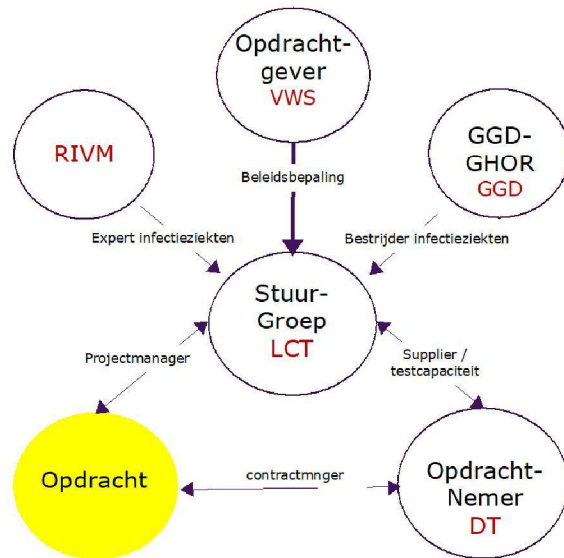 Opdracht-
gever
VWS
RIVM
GGD-
GHOR
GGD
Beleidsbepaling
Expert infectieziekten
Bestrijder infectieziekten
Stuur-
Groep
LCT
Projectmanager
Supplier /
testcapaciteit
Opdracht
contractmnger
Opdracht-
Nemer
DT